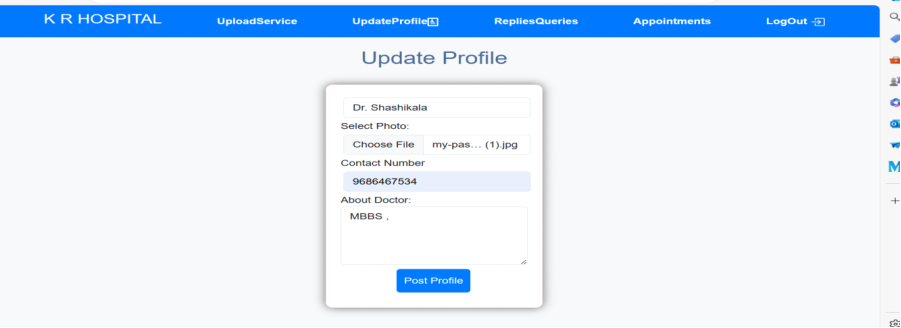 K R HOSPITAL UploadService UpdateProfile RepliesQueries Appointments LogOut
Update Profile
Dr. Shashikala
Select Photo:
Choose File my-pas... (1).jpg
Contact Number
9686467534
About Doctor:
MBBS ,
Post Profile